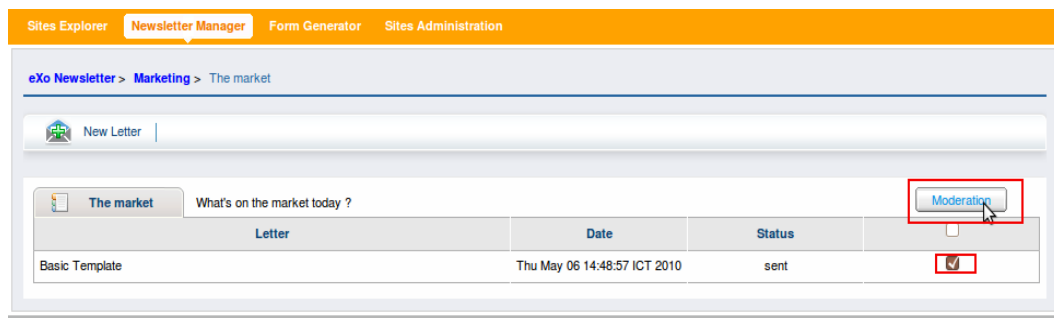 Sites Explorer Newsletter Manager Form Generator Sites Administration
eXo Newsletter > Marketing > The market
New Letter
The market What's on the market today ? Moderation
Letter Date Status
Basic Template Thu May 06 14:48:57 ICT 2010 sent